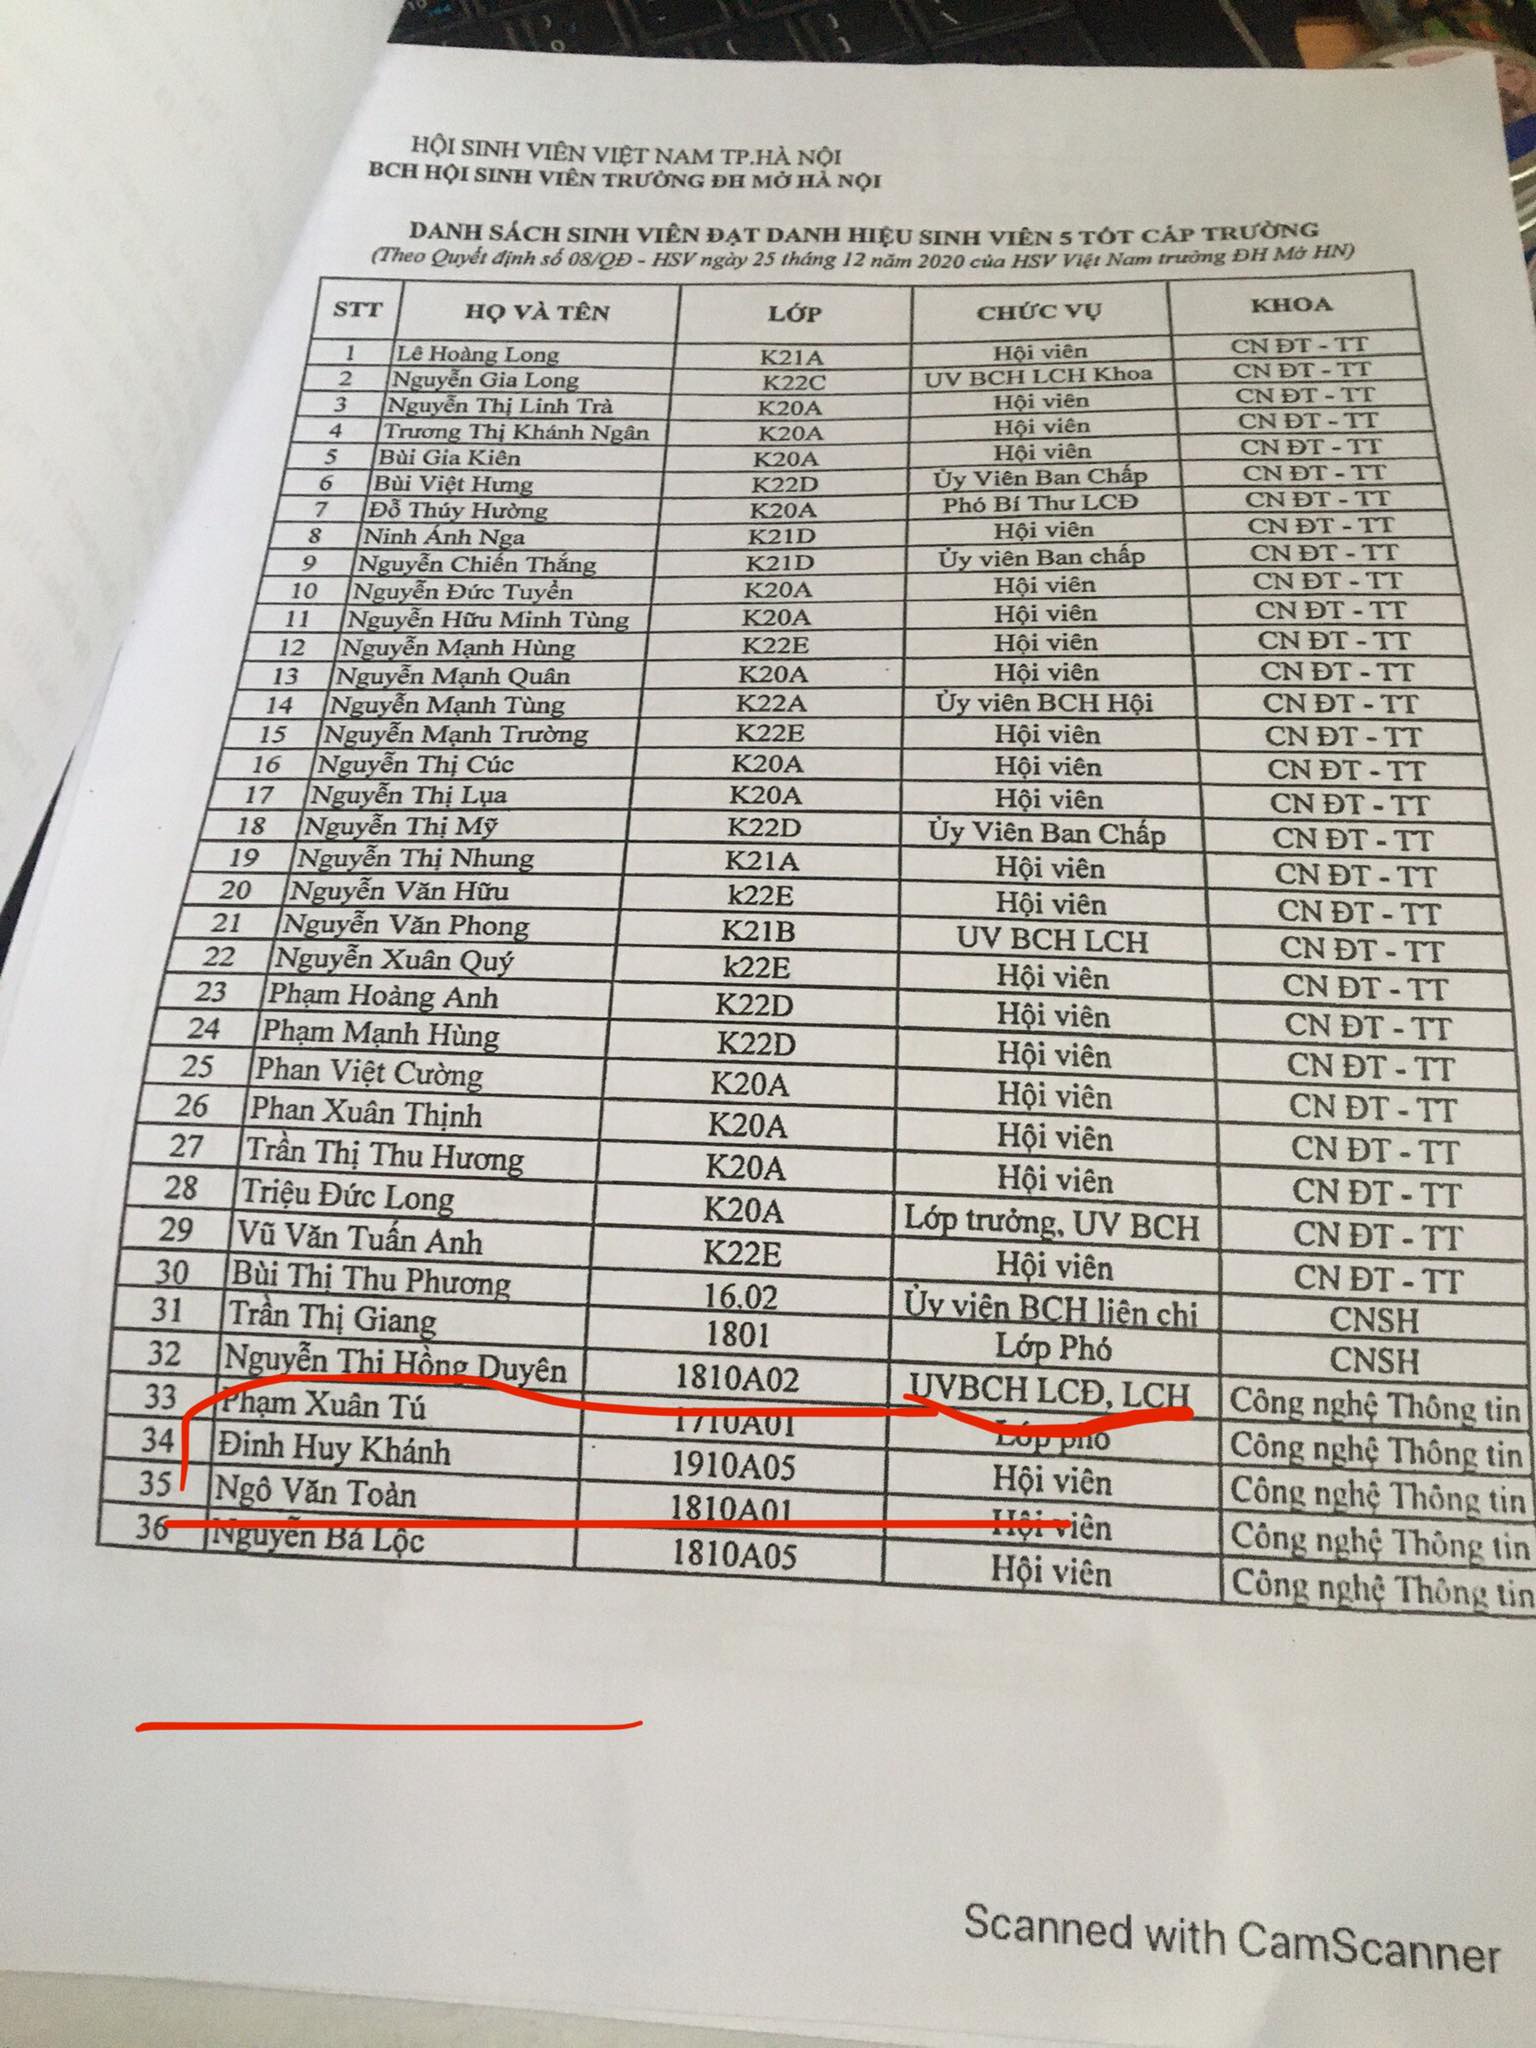 HỘI SINH VIÊN VIỆT NAM TP.HÀ NỘI
BCH HỘI SINH VIÊN TRƯỜNG ĐH MỞ HÀ NỘI
DANH SÁCH SINH VIÊN ĐẠT DANH HIỆU SINH VIÊN 5 TỐT CẤP TRƯỜNG
(Theo Quyết định số 08/QĐ - HSV ngày 25 tháng 12 năm 2020 của HSV Việt Nam trường ĐH Mở HN)
STT HỌ VÀ TÊN LỚP CHỨC VỤ KHOA
1 Lê Hoàng Long K21A Hội viên CN ĐT - TT
2 Nguyễn Gia Long K22C UV BCH LCH Khoa CN ĐT - TT
3 Nguyễn Thị Linh Trà K20A Hội viên CN ĐT - TT
4 Trương Thị Khánh Ngân K20A Hội viên CN ĐT - TT
5 Bùi Gia Kiên K20A Hội viên CN ĐT - TT
6 Bùi Việt Hưng K22D Ủy Viên Ban Chấp CN ĐT - TT
7 Đỗ Thúy Hường K20A Phó Bí Thư LCĐ CN ĐT - TT
8 Ninh Ánh Nga K21D Hội viên CN ĐT - TT
9 Nguyễn Chiến Thắng K21D Ủy viên Ban chấp CN ĐT - TT
10 Nguyễn Đức Tuyền K20A Hội viên CN ĐT - TT
11 Nguyễn Hữu Minh Tùng K20A Hội viên CN ĐT - TT
12 Nguyễn Mạnh Hùng K22E Hội viên CN ĐT - TT
13 Nguyễn Mạnh Quân K20A Hội viên CN ĐT - TT
14 Nguyễn Mạnh Tùng K22A Ủy viên BCH Hội CN ĐT - TT
15 Nguyễn Mạnh Trường K22E Hội viên CN ĐT - TT
16 Nguyễn Thị Cúc K20A Hội viên CN ĐT - TT
17 Nguyễn Thị Lụa K20A Hội viên CN ĐT - TT
18 Nguyễn Thị Mỹ K22D Ủy Viên Ban Chấp CN ĐT - TT
19 Nguyễn Thị Nhung K21A Hội viên CN ĐT - TT
20 Nguyễn Văn Hữu k22E Hội viên CN ĐT - TT
21 Nguyễn Văn Phong K21B UV BCH LCH CN ĐT - TT
22 Nguyễn Xuân Quý k22E Hội viên CN ĐT - TT
23 Phạm Hoàng Anh K22D Hội viên CN ĐT - TT
24 Phạm Mạnh Hùng K22D Hội viên CN ĐT - TT
25 Phan Việt Cường K20A Hội viên CN ĐT - TT
26 Phan Xuân Thịnh K20A Hội viên CN ĐT - TT
27 Trần Thị Thu Hương K20A Hội viên CN ĐT - TT
28 Triệu Đức Long K20A Lớp trưởng, UV BCH CN ĐT - TT
29 Vũ Văn Tuấn Anh K22E Hội viên CN ĐT - TT
30 Bùi Thị Thu Phương 16.02 Ủy viên BCH liên chi CNSH
31 Trần Thị Giang 1801 Lớp Phó CNSH
32 Nguyễn Thị Hồng Duyên 1810A02 UVBCH LCĐ, LCH Công nghệ Thông tin
33 Phạm Xuân Tú 1710A01 Lớp phó Công nghệ Thông tin
34 Đinh Huy Khánh 1910A05 Hội viên Công nghệ Thông tin
35 Ngô Văn Toản 1810A01 Hội viên Công nghệ Thông tin
36 Nguyễn Bá Lộc 1810A05 Hội viên Công nghệ Thông tin
Scanned with CamScanner